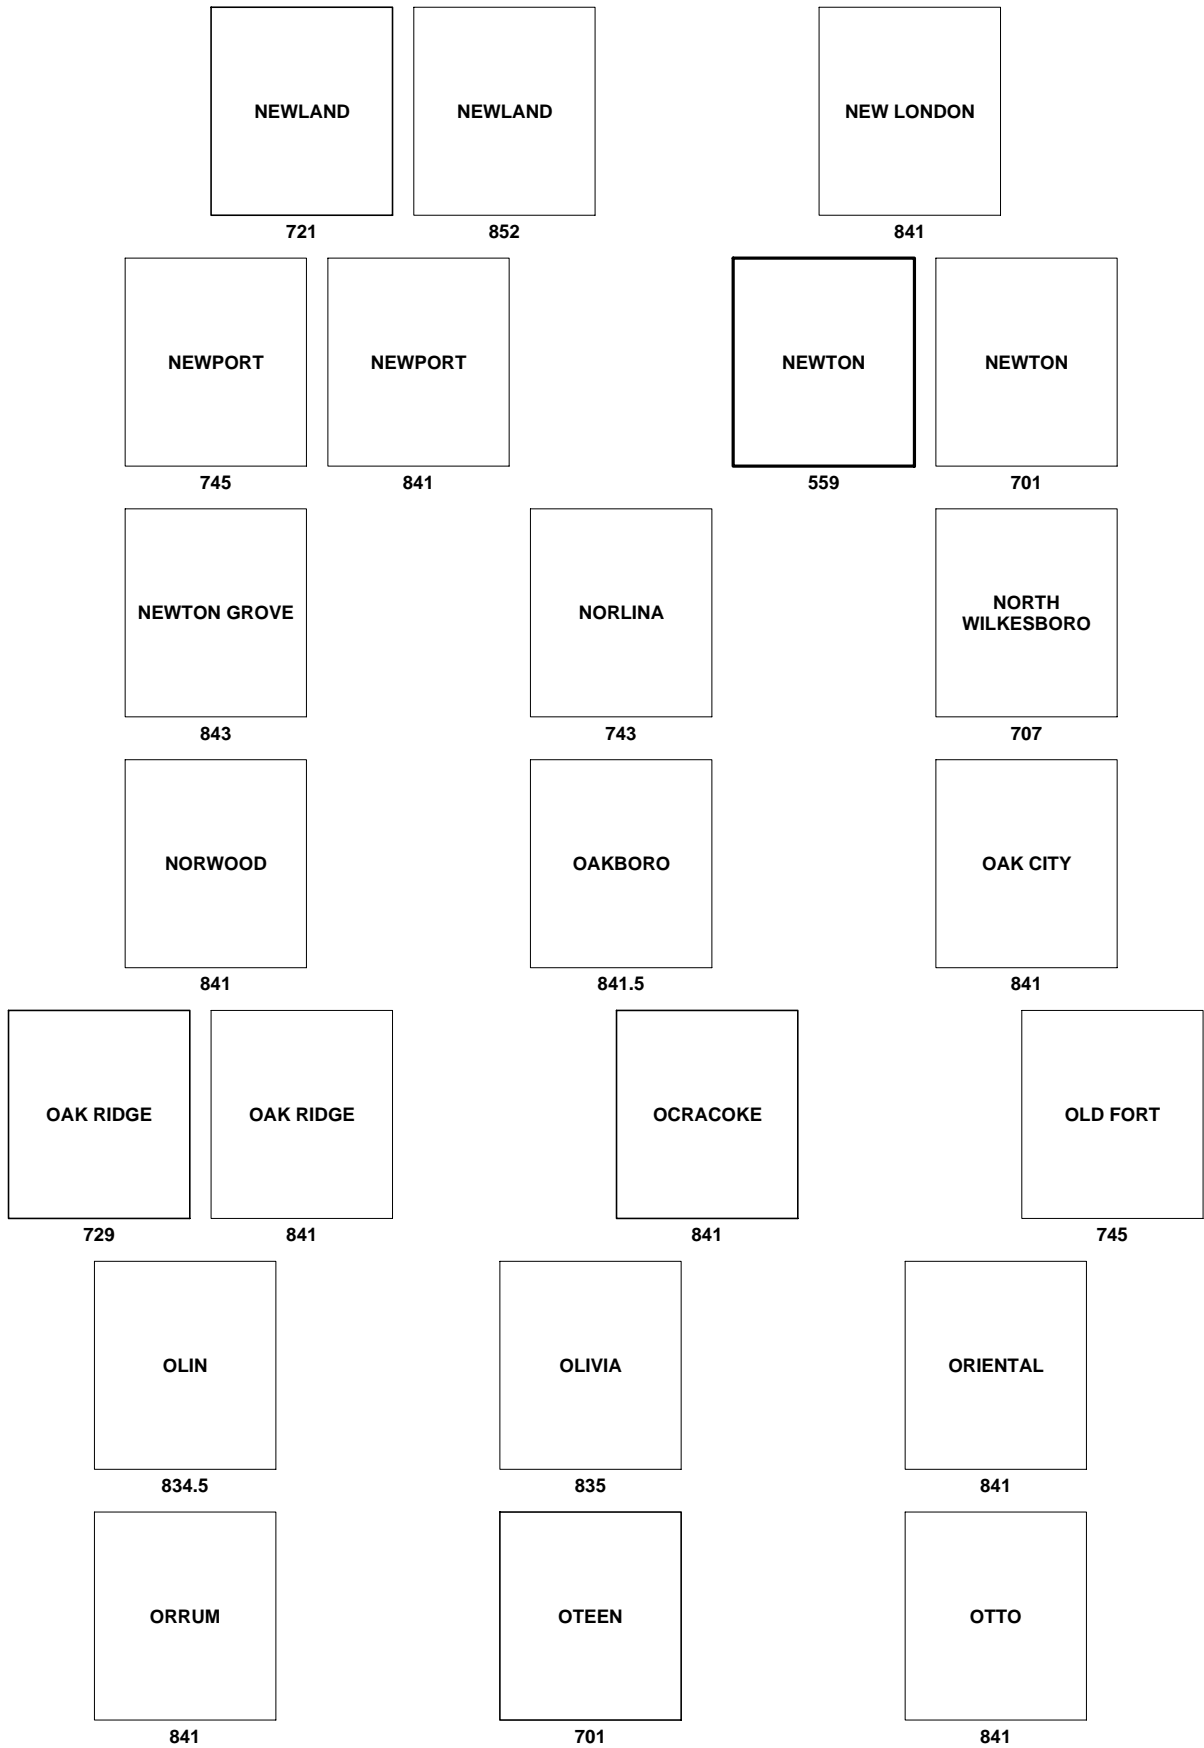 NEWLAND
NEWLAND
NEW LONDON
721
852
841
NEWPORT
NEWPORT
NEWTON
NEWTON
745
841
559
701
NEWTON GROVE
NORLINA
NORTH
WILKESBORO
843
743
707
NORWOOD
OAKBORO
OAK CITY
841
841.5
841
OAK RIDGE
OAK RIDGE
OCRACOKE
OLD FORT
729
841
841
745
OLIN
OLIVIA
ORIENTAL
834.5
835
841
ORRUM
OTEEN
OTTO
841
701
841